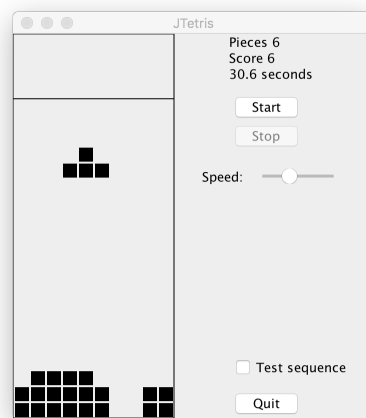 JTetris
Pieces 6
Score 6
30.6 seconds
Start
Stop
Speed:
Test sequence
Quit